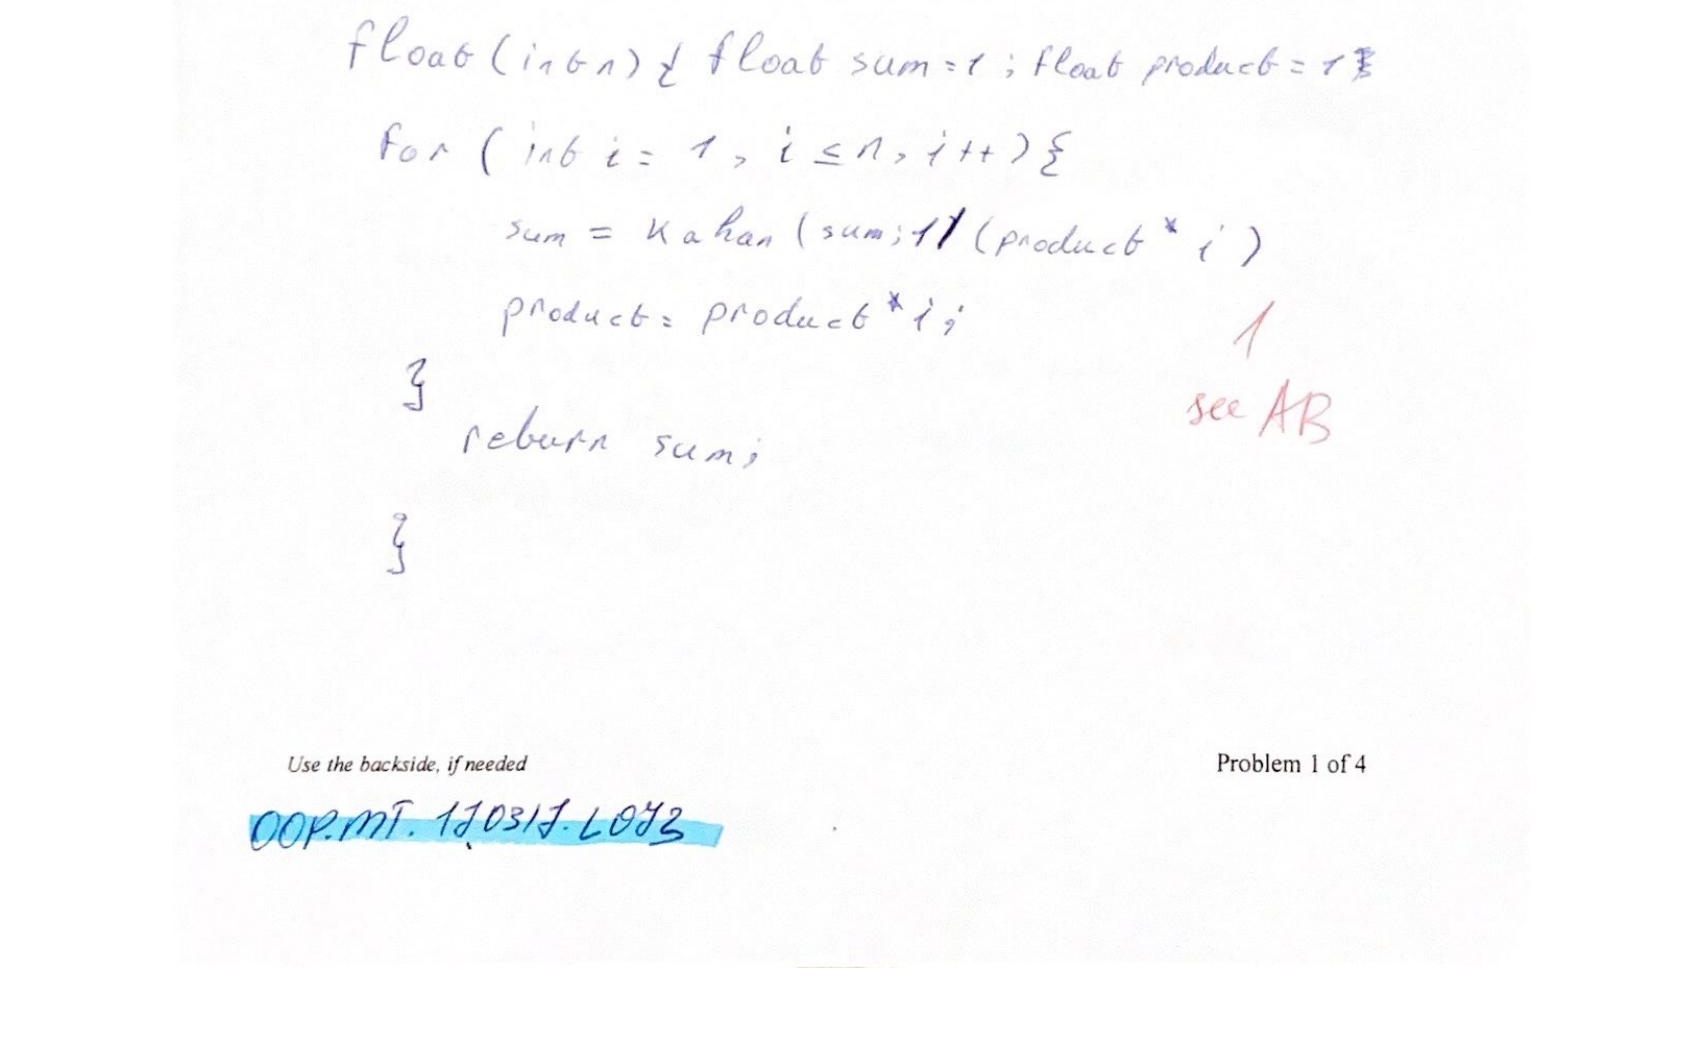 float (int n) { float sum = 1 ; float product = 1;
for ( int i = 1 , i ≤ n , i ++ ) {
sum = Kahan ( sum ; 1 / ( product * i )
product = product * i ;
1
}
see AB
return sum ;
}
Use the backside, if needed
Problem 1 of 4
OOP.MT.170317.L073